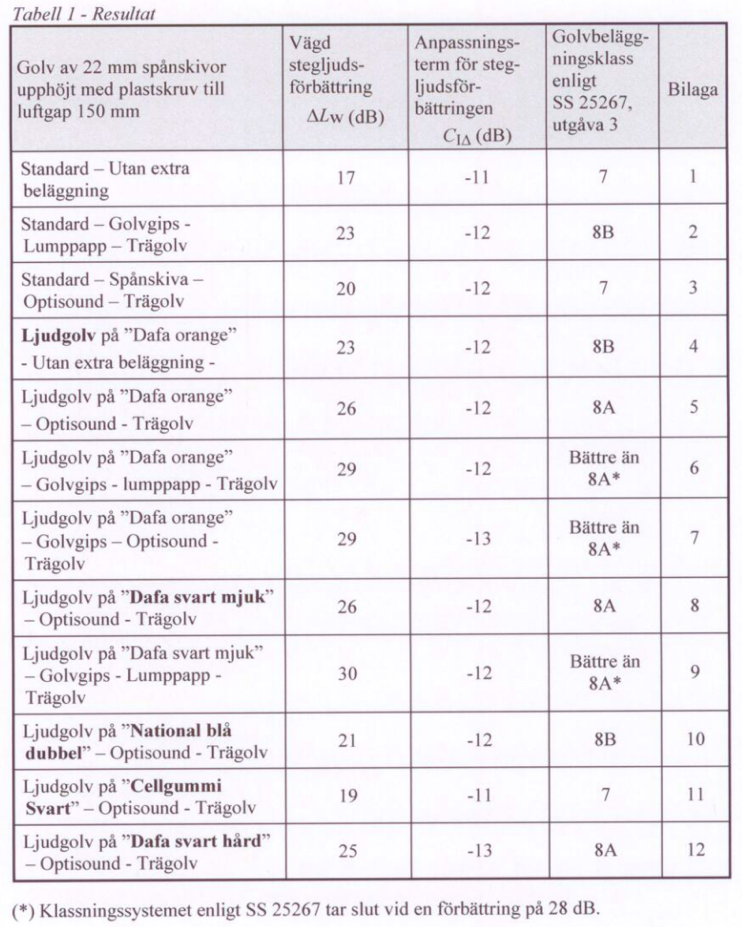 Tabell 1 - Resultat
Golv av 22 mm spånskivor
upphöjt med plastskruv till
luftgap 150 mm
Vägd
stegljuds-
förbättring
ΔLw (dB)
Anpassnings-
term för steg-
ljudsför-
bättringen
CIΔ (dB)
Golvbelägg-
ningsklass
enligt
SS 25267,
utgåva 3
Bilaga
Standard – Utan extra
beläggning
17
-11
7
1
Standard – Golvgips -
Lumppapp – Trägolv
23
-12
8B
2
Standard – Spånskiva –
Optisound – Trägolv
20
-12
7
3
Ljudgolv på ”Dafa orange”
- Utan extra beläggning -
23
-12
8B
4
Ljudgolv på ”Dafa orange”
– Optisound - Trägolv
26
-12
8A
5
Ljudgolv på ”Dafa orange”
– Golvgips - lumppapp - Trägolv
29
-12
Bättre än
8A*
6
Ljudgolv på ”Dafa orange”
– Golvgips – Optisound -
Trägolv
29
-13
Bättre än
8A*
7
Ljudgolv på ”Dafa svart mjuk”
– Optisound - Trägolv
26
-12
8A
8
Ljudgolv på ”Dafa svart mjuk”
– Golvgips - Lumppapp -
Trägolv
30
-12
Bättre än
8A*
9
Ljudgolv på ”National blå
dubbel” – Optisound - Trägolv
21
-12
8B
10
Ljudgolv på ”Cellgummi
Svart” – Optisound - Trägolv
19
-11
7
11
Ljudgolv på ”Dafa svart hård”
– Optisound - Trägolv
25
-13
8A
12
(*) Klassningssystemet enligt SS 25267 tar slut vid en förbättring på 28 dB.